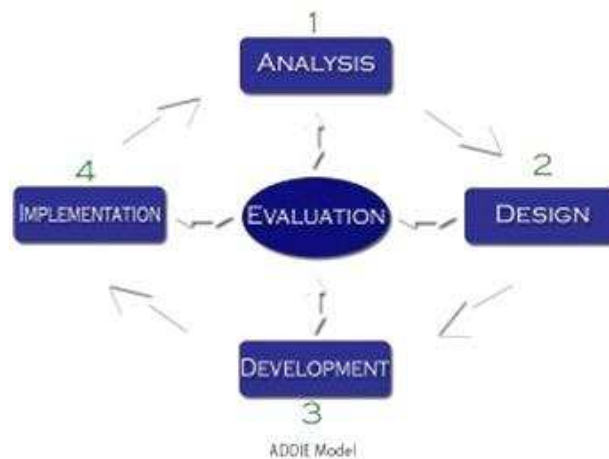 1
ANALYSIS
4
2
IMPLEMENTATION
EVALUATION
DESIGN
DEVELOPMENT
3
ADDIE Model